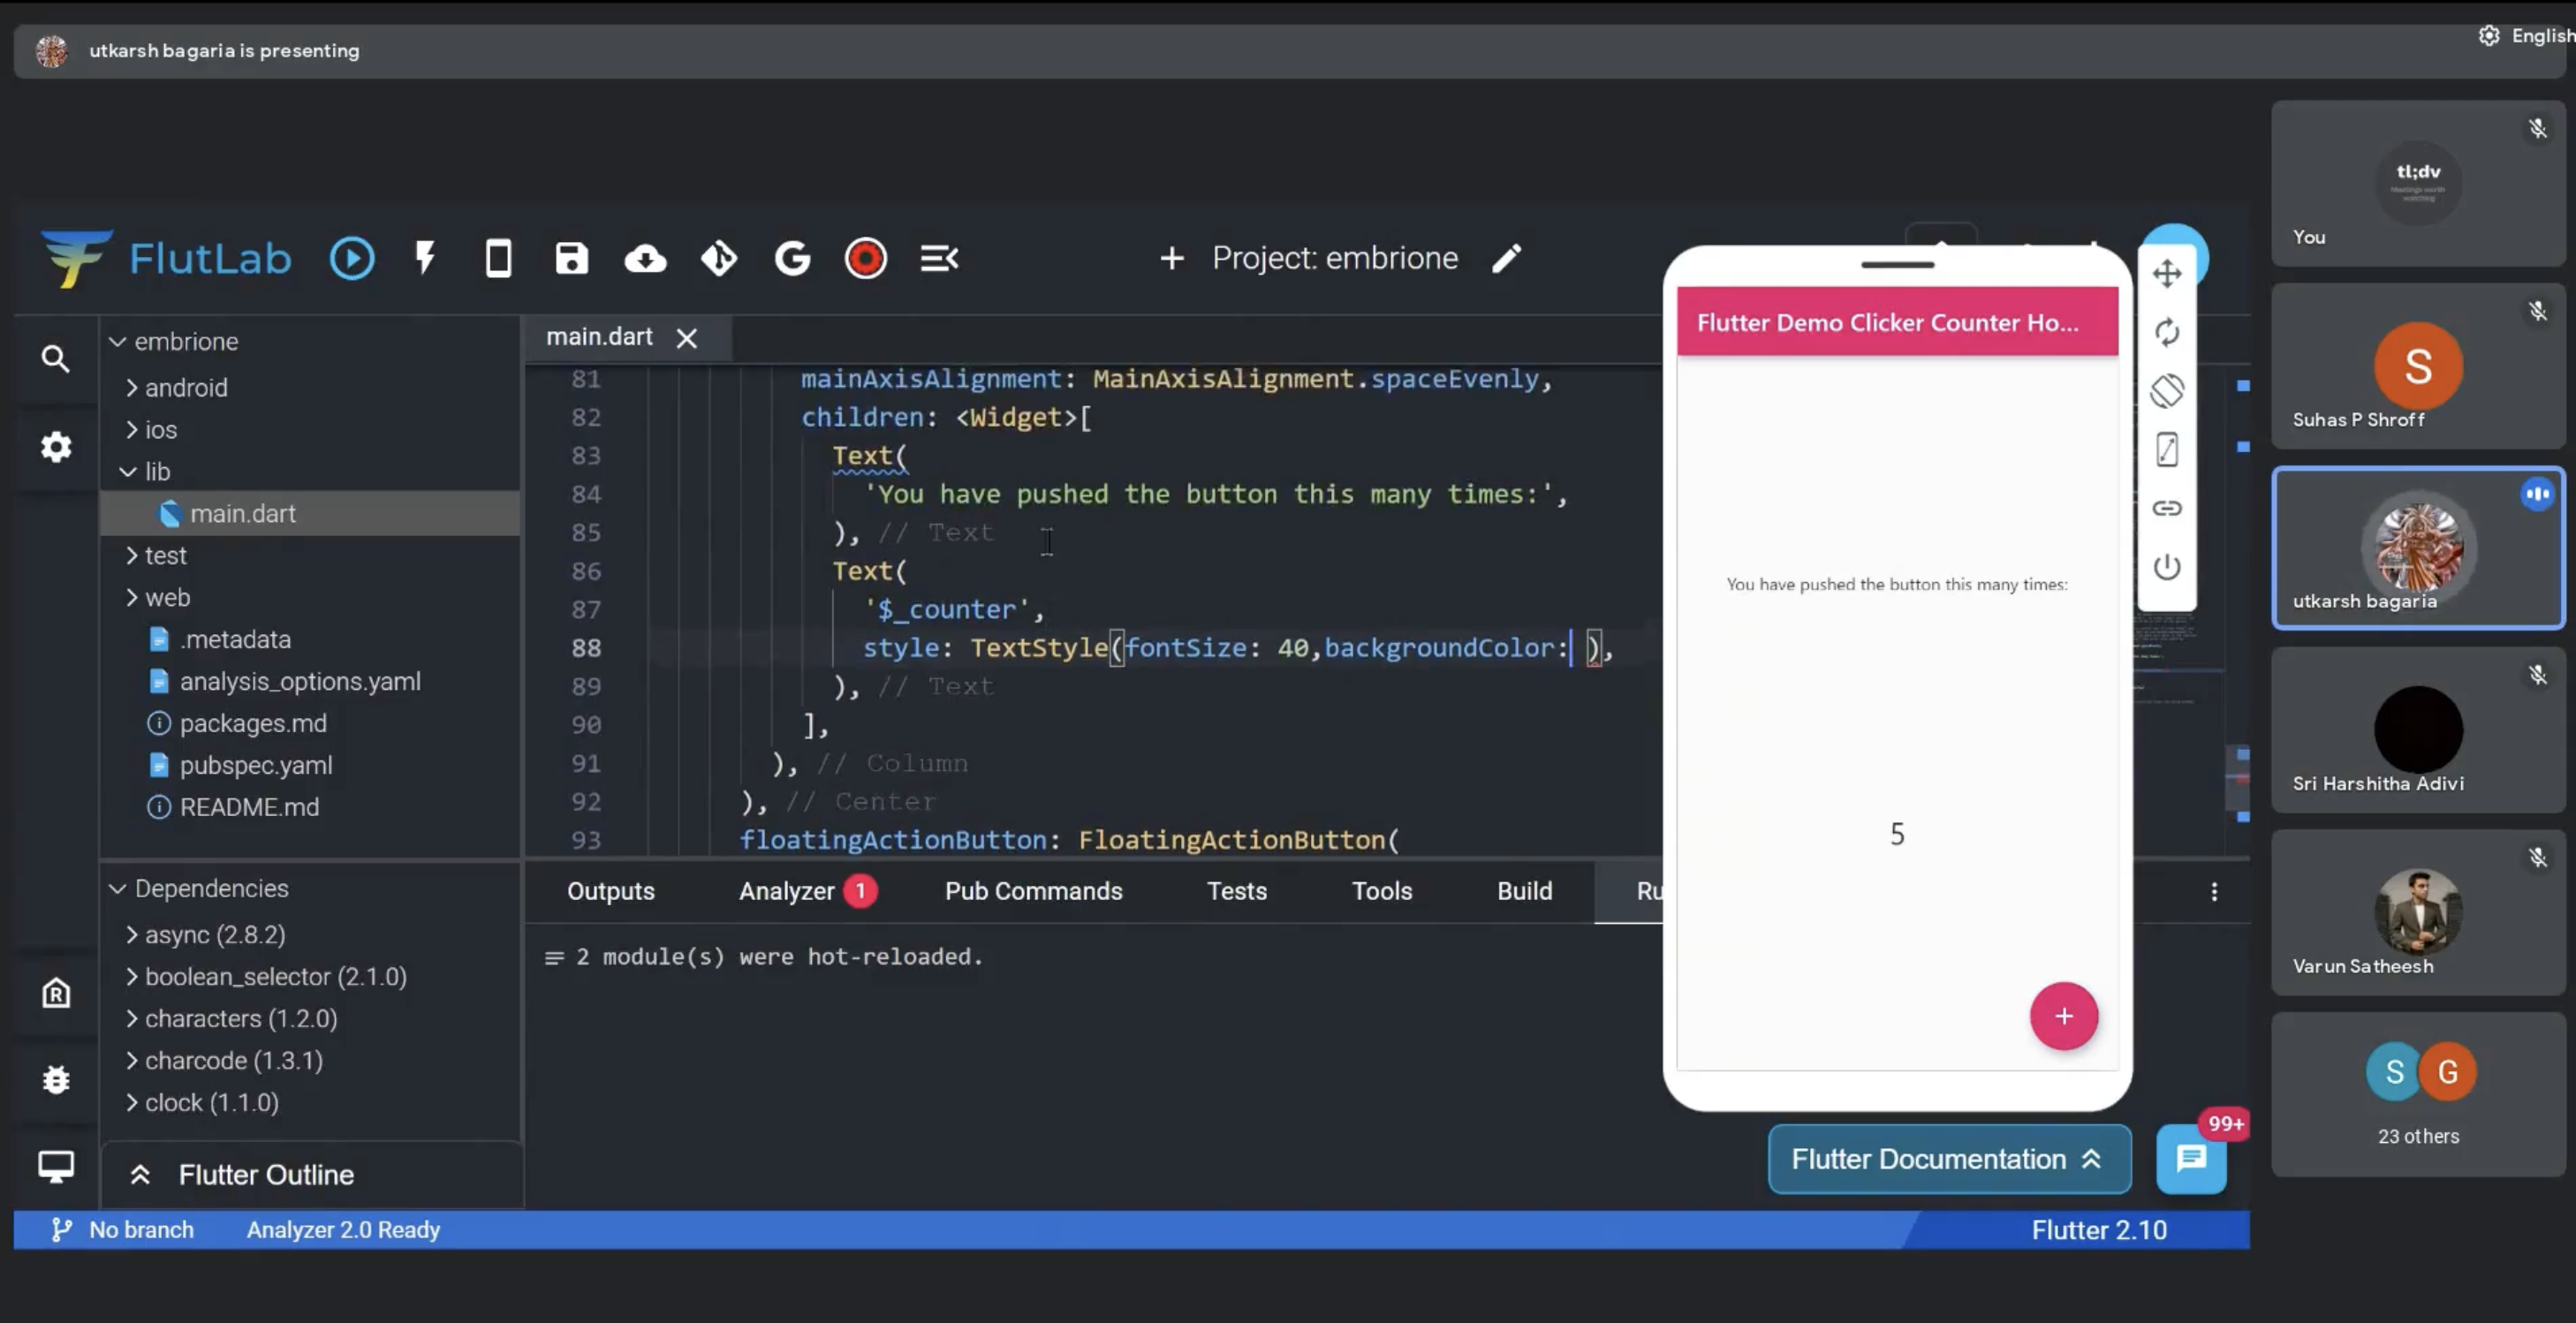 utkarsh bagaria is presenting
English
FlutLab
Project: embrione
embrione
android
ios
lib
main.dart
test
web
.metadata
analysis_options.yaml
packages.md
pubspec.yaml
README.md
Dependencies
async (2.8.2)
boolean_selector (2.1.0)
characters (1.2.0)
charcode (1.3.1)
clock (1.1.0)
Flutter Outline
main.dart
81 mainAxisAlignment: MainAxisAlignment.spaceEvenly,
82 children: <Widget>[
83 Text(
84 'You have pushed the button this many times:',
85 ), // Text
86 Text(
87 '$_counter',
88 style: TextStyle(fontSize: 40,backgroundColor: ),
89 ), // Text
90 ],
91 ), // Column
92 ), // Center
93 floatingActionButton: FloatingActionButton(
Outputs Analyzer 1 Pub Commands Tests Tools Build Ru
2 module(s) were hot-reloaded.
Flutter Demo Clicker Counter Ho...
You have pushed the button this many times:
5
+
Flutter Documentation
99+
No branch Analyzer 2.0 Ready Flutter 2.10
tl;dv
Meetings worth
watching
You
S
Suhas P Shroff
utkarsh bagaria
Sri Harshitha Adivi
Varun Satheesh
S G
23 others